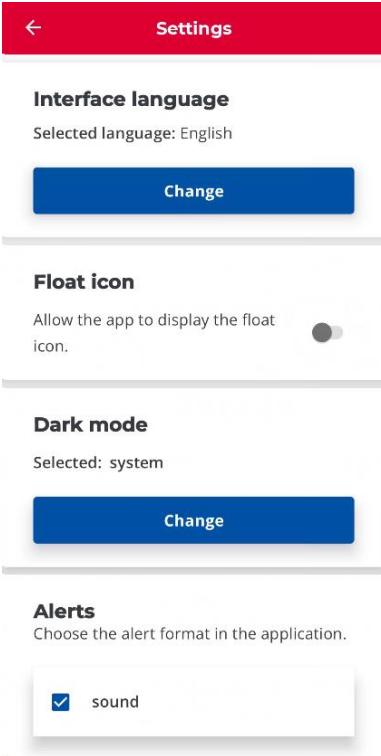 Settings
Interface language
Selected language: English
Change
Float icon
Allow the app to display the float
icon.
Dark mode
Selected: system
Change
Alerts
Choose the alert format in the application.
sound